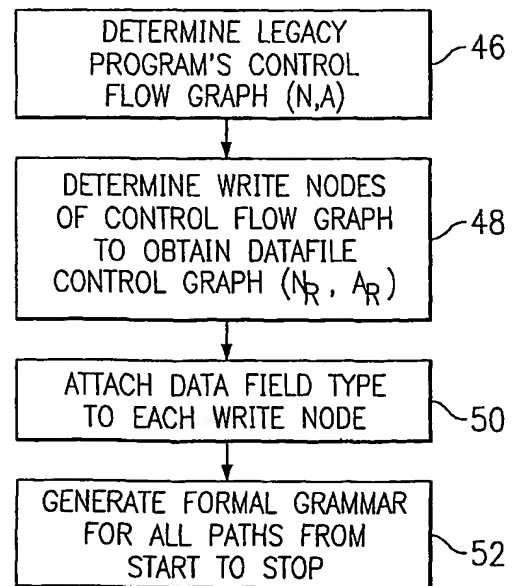 DETERMINE LEGACY
PROGRAM'S CONTROL
FLOW GRAPH (N,A)
46
DETERMINE WRITE NODES
OF CONTROL FLOW GRAPH
TO OBTAIN DATAFILE
CONTROL GRAPH (NR , AR)
48
ATTACH DATA FIELD TYPE
TO EACH WRITE NODE
50
GENERATE FORMAL GRAMMAR
FOR ALL PATHS FROM
START TO STOP
52